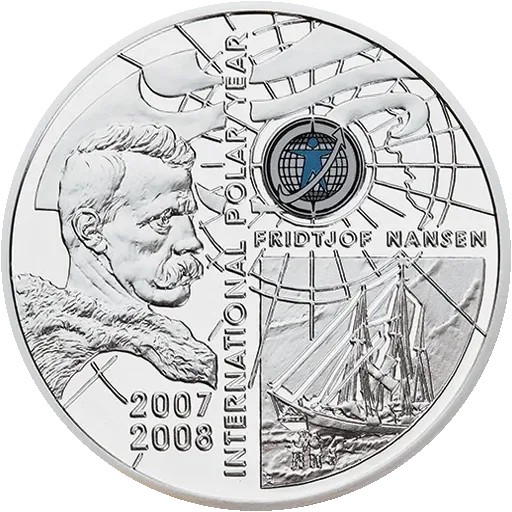 INTERNATIONAL POLAR YEAR
FRIDTJOF NANSEN
2007
2008